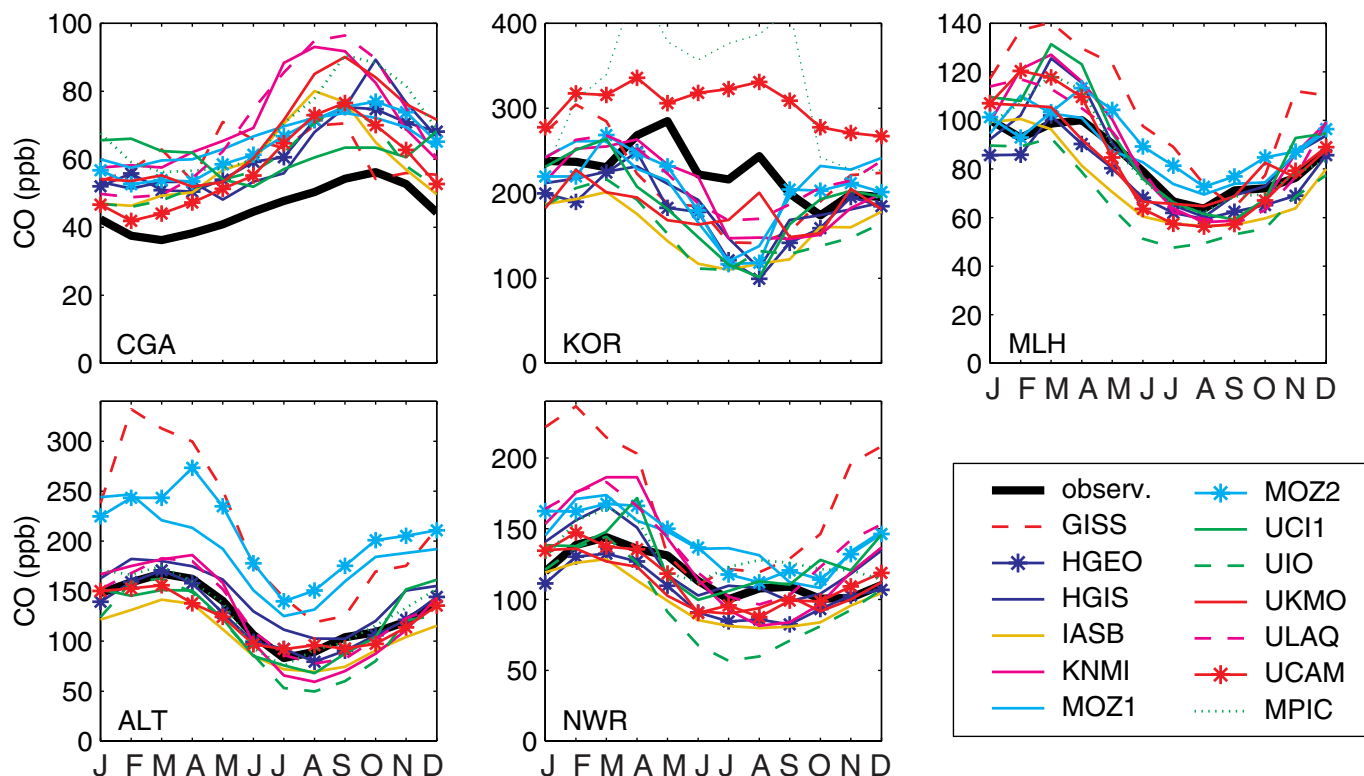 CO (ppb)
100
80
60
40
20
0
CGA
400
300
200
100
0
KOR
140
120
100
80
60
40
20
0
MLH
J F M A M J J A S O N D
CO (ppb)
300
250
200
150
100
50
0
ALT
J F M A M J J A S O N D
200
150
100
50
0
NWR
J F M A M J J A S O N D
observ.
GISS
HGEO
HGIS
IASB
KNMI
MOZ1
MOZ2
UCI1
UIO
UKMO
ULAQ
UCAM
MPIC